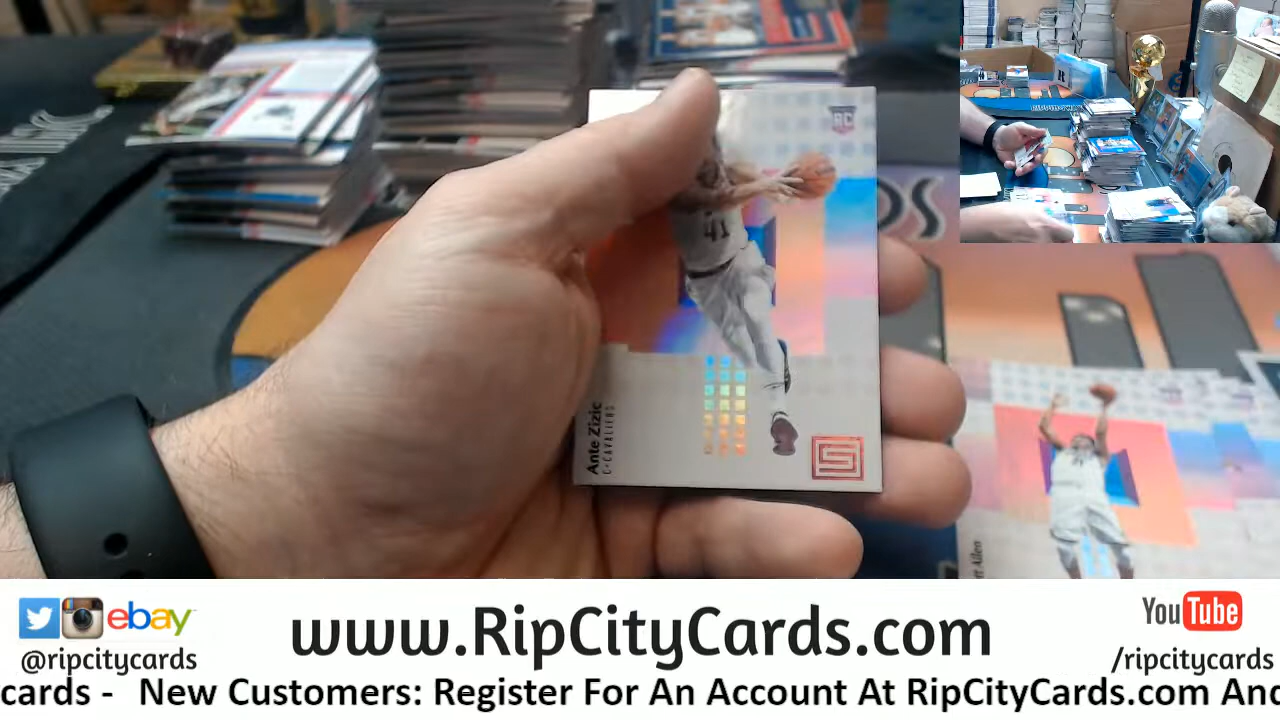 RC
41
Ante Zizic
C•CAVALIERS
ebay
@ripcitycards
www.RipCityCards.com
YouTube
/ripcitycards
cards - New Customers: Register For An Account At RipCityCards.com And